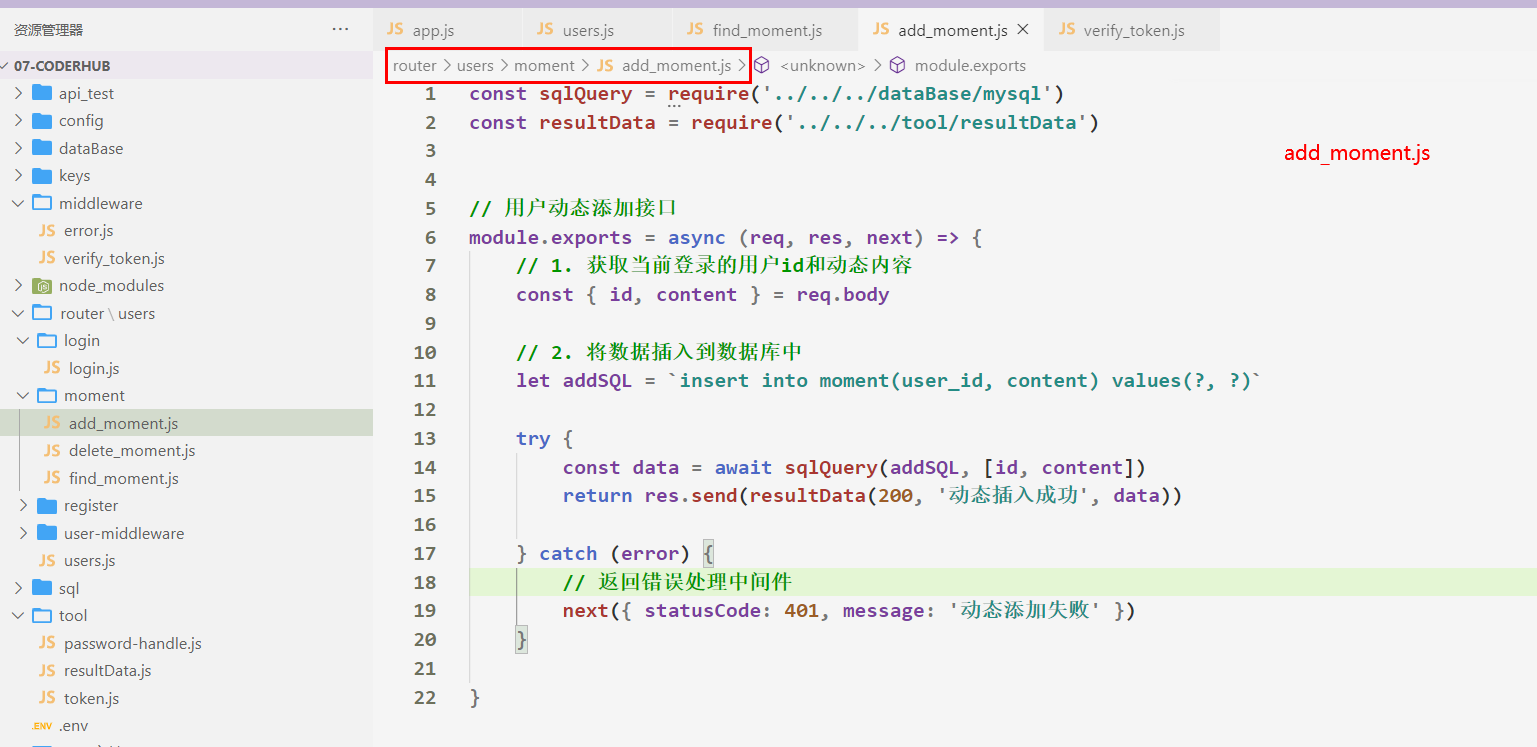 资源管理器 ···
07-CODERHUB
api_test
config
dataBase
keys
middleware
JS error.js
JS verify_token.js
node_modules
router \ users
login
JS login.js
moment
JS add_moment.js
JS delete_moment.js
JS find_moment.js
register
user-middleware
JS users.js
sql
tool
JS password-handle.js
JS resultData.js
JS token.js
.ENV .env
JS app.js JS users.js JS find_moment.js JS add_moment.js × JS verify_token.js
router > users > moment > JS add_moment.js > <unknown> > module.exports
1 const sqlQuery = require('../../../dataBase/mysql')
2 const resultData = require('../../../tool/resultData')
add_moment.js
3
4
5 // 用户动态添加接口
6 module.exports = async (req, res, next) => {
7 // 1. 获取当前登录的用户id和动态内容
8 const { id, content } = req.body
9
10 // 2. 将数据插入到数据库中
11 let addSQL = `insert into moment(user_id, content) values(?, ?)`
12
13 try {
14 const data = await sqlQuery(addSQL, [id, content])
15 return res.send(resultData(200, '动态插入成功', data))
16
17 } catch (error) {
18 // 返回错误处理中间件
19 next({ statusCode: 401, message: '动态添加失败' })
20 }
21
22 }